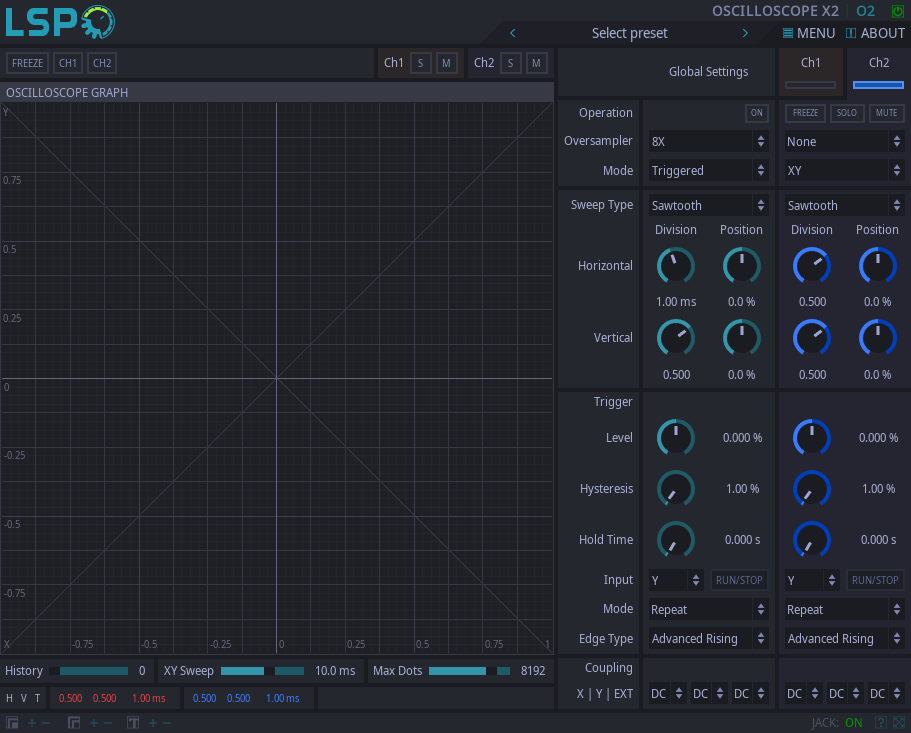 LSP
OSCILLOSCOPE X2 O2
Select preset
MENU ABOUT
FREEZE CH1 CH2
Ch1 S M Ch2 S M
Global Settings
Ch1 Ch2
OSCILLOSCOPE GRAPH
Y
0.75
0.5
0.25
0
-0.25
-0.5
-0.75
X -0.75 -0.5 -0.25 0 0.25 0.5 0.75 1
Operation ON FREEZE SOLO MUTE
Oversampler 8X None
Mode Triggered XY
Sweep Type Sawtooth Sawtooth
Division Position Division Position
Horizontal
1.00 ms 0.0 % 0.500 0.0 %
Vertical
0.500 0.0 % 0.500 0.0 %
Trigger
Level 0.000 % 0.000 %
Hysteresis 1.00 % 1.00 %
Hold Time 0.000 s 0.000 s
Input Y RUN/STOP Y RUN/STOP
Mode Repeat Repeat
Edge Type Advanced Rising Advanced Rising
Coupling
X | Y | EXT DC DC DC DC DC DC
History 0 XY Sweep 10.0 ms Max Dots 8192
H V T 0.500 0.500 1.00 ms 0.500 0.500 1.00 ms
+ - + - + -
JACK: ON ?